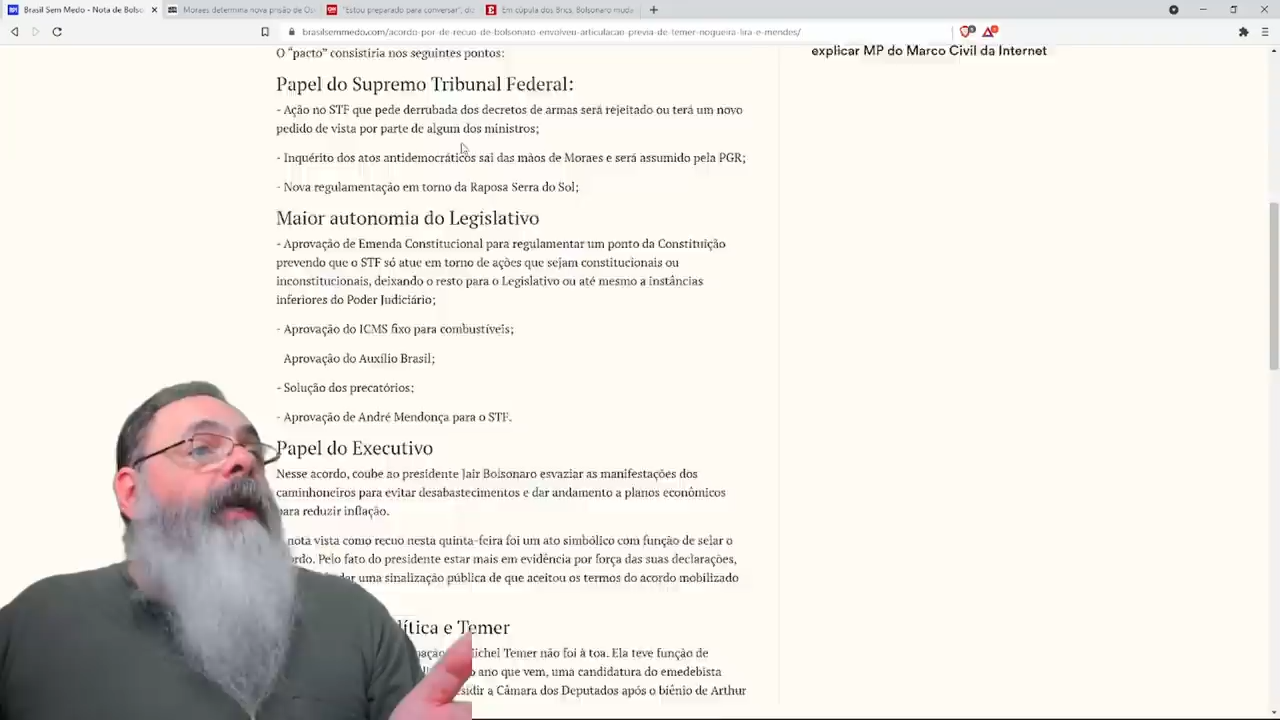 Brasil Sem Medo - Nota de Bolso
Moraes determina nova prisão de Os
"Estou preparado para conversar", diz
Em cúpula dos Brics, Bolsonaro muda
brasilsemmedo.com/acordo-por-de-recuo-de-bolsonaro-envolveu-articulacao-previa-de-temer-nogueira-lira-e-mendes/
O “pacto” consistiria nos seguintes pontos:
explicar MP do Marco Civil da Internet
Papel do Supremo Tribunal Federal:
- Ação no STF que pede derrubada dos decretos de armas será rejeitado ou terá um novo
pedido de vista por parte de algum dos ministros;
- Inquérito dos atos antidemocráticos sai das mãos de Moraes e será assumido pela PGR;
- Nova regulamentação em torno da Raposa Serra do Sol;
Maior autonomia do Legislativo
- Aprovação de Emenda Constitucional para regulamentar um ponto da Constituição
prevendo que o STF só atue em torno de ações que sejam constitucionais ou
inconstitucionais, deixando o resto para o Legislativo ou até mesmo a instâncias
inferiores do Poder Judiciário;
- Aprovação do ICMS fixo para combustíveis;
Aprovação do Auxílio Brasil;
- Solução dos precatórios;
- Aprovação de André Mendonça para o STF.
Papel do Executivo
Nesse acordo, coube ao presidente Jair Bolsonaro esvaziar as manifestações dos
caminhoneiros para evitar desabastecimentos e dar andamento a planos econômicos
para reduzir inflação.
nota vista como recuo nesta quinta-feira foi um ato simbólico com função de selar o
Pelo fato do presidente estar mais em evidência por força das suas declarações,
uma sinalização pública de que aceitou os termos do acordo mobilizado
e Temer
Temer não foi à toa. Ela teve função de
ano que vem, uma candidatura do emedebista
a Câmara dos Deputados após o biênio de Arthur